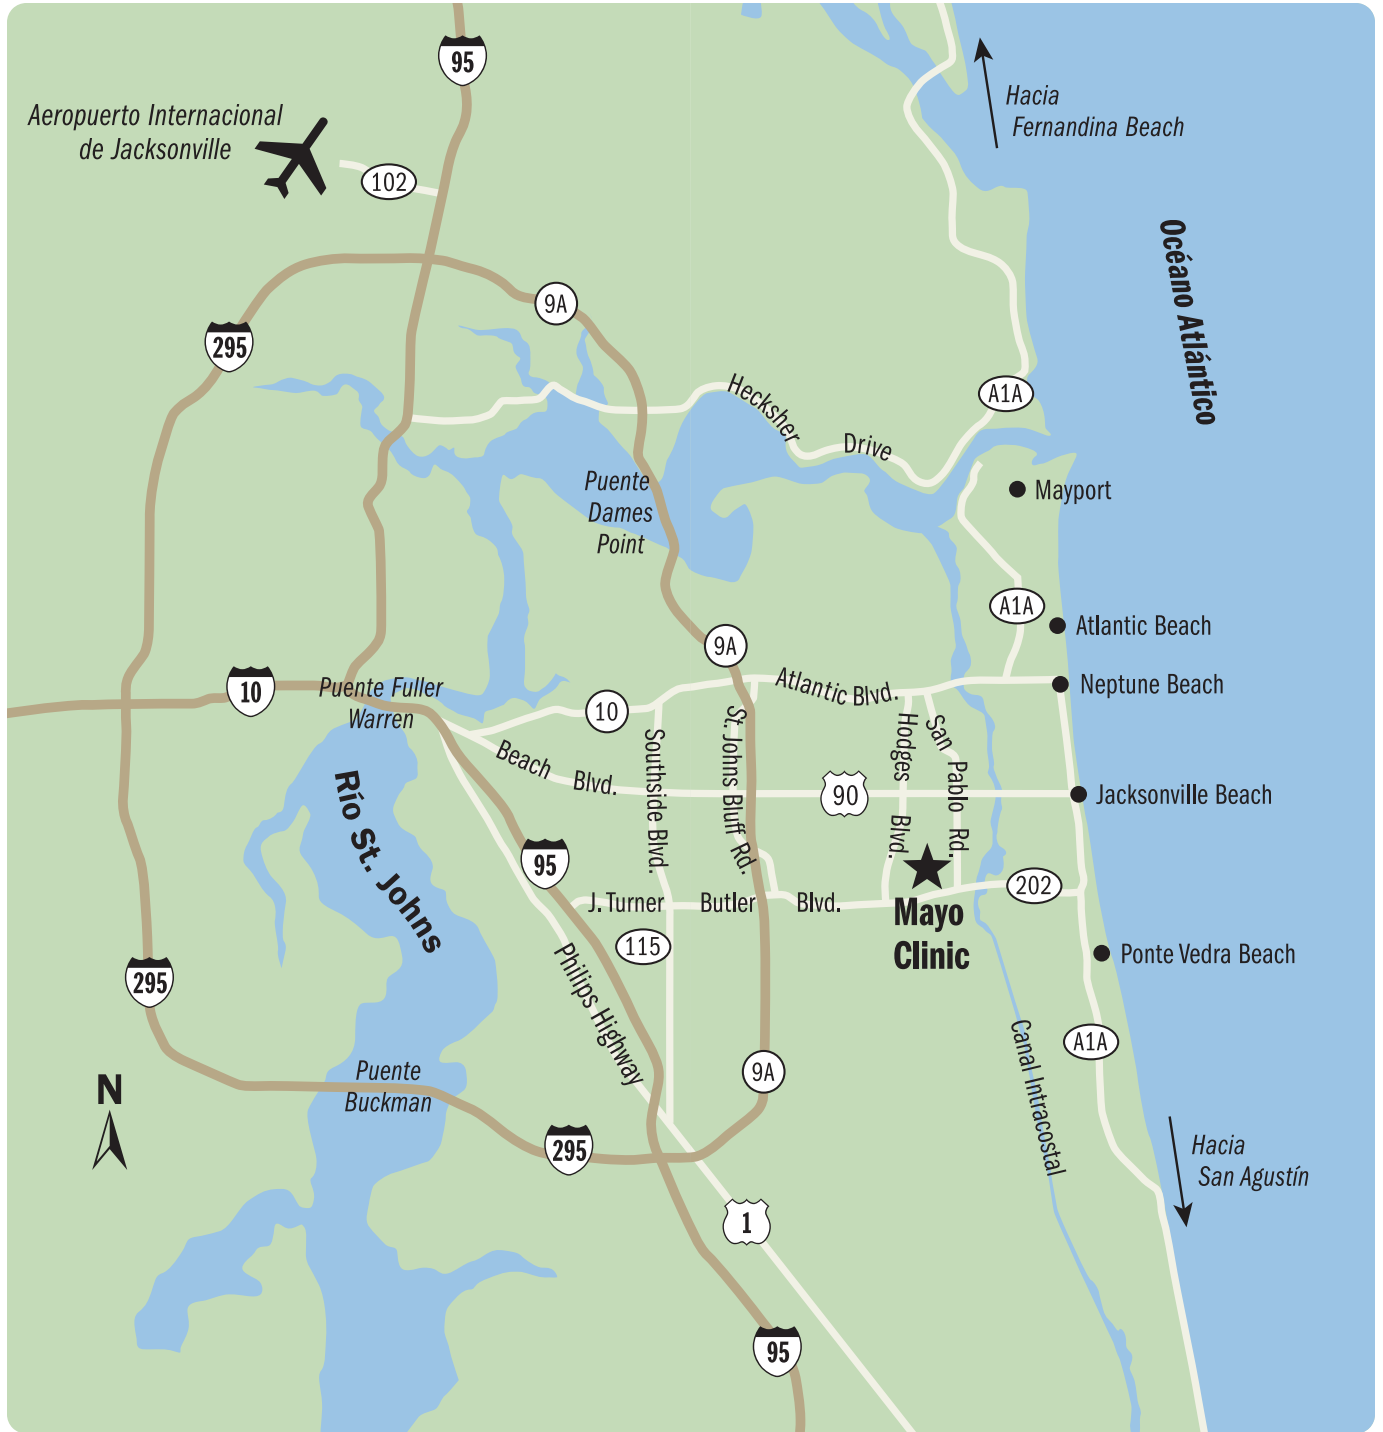 95
Hacia
Fernandina Beach
Aeropuerto Internacional
de Jacksonville
102
Océano Atlántico
9A
295
A1A
Hecksher
Drive
Puente
Dames
Point
Mayport
A1A
Atlantic Beach
9A
Neptune Beach
Atlantic Blvd.
10
Puente Fuller
Warren
10
Southside Blvd.
St. Johns Bluff Rd.
Hodges Blvd.
San Pablo Rd.
Beach Blvd.
90
Jacksonville Beach
Río St. Johns
95
202
J. Turner Butler Blvd.
Mayo
Clinic
115
Ponte Vedra Beach
295
Philips Highway
Canal Intracostal
A1A
9A
Puente
Buckman
N
295
Hacia
San Agustín
1
95